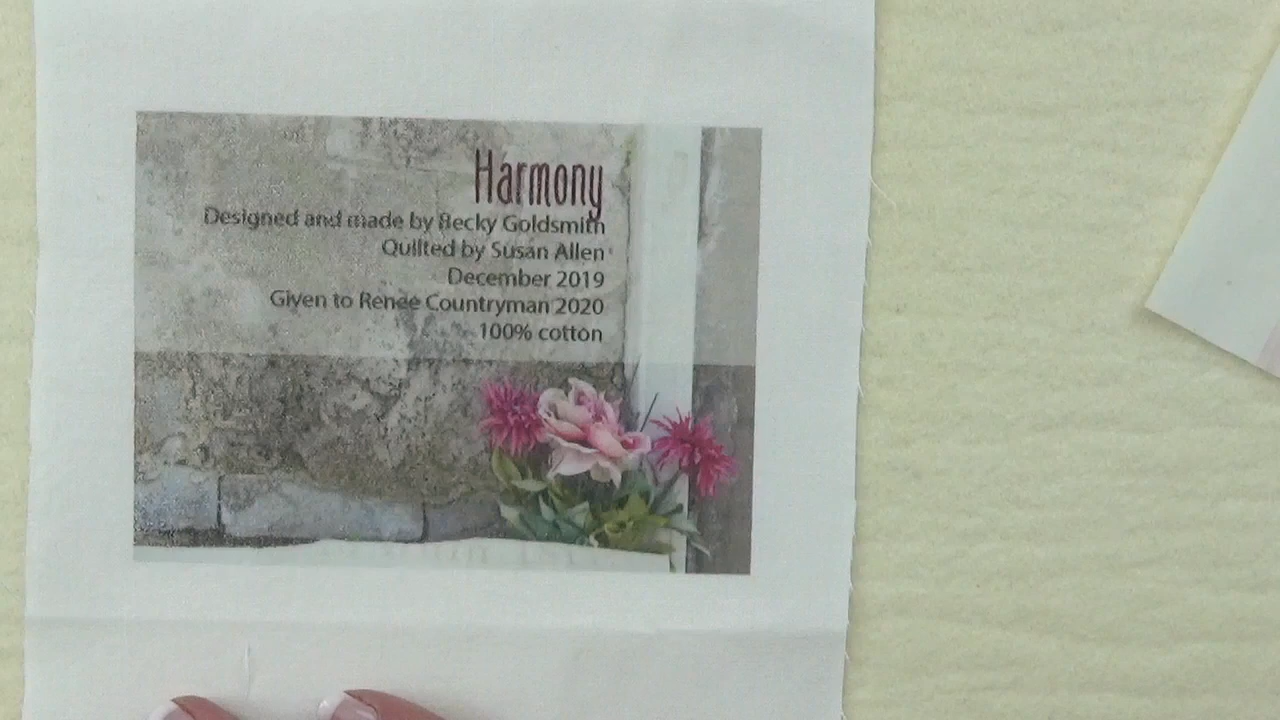 Harmony
Designed and made by Becky Goldsmith
Quilted by Susan Allen
December 2019
Given to Renee Countryman 2020
100% cotton